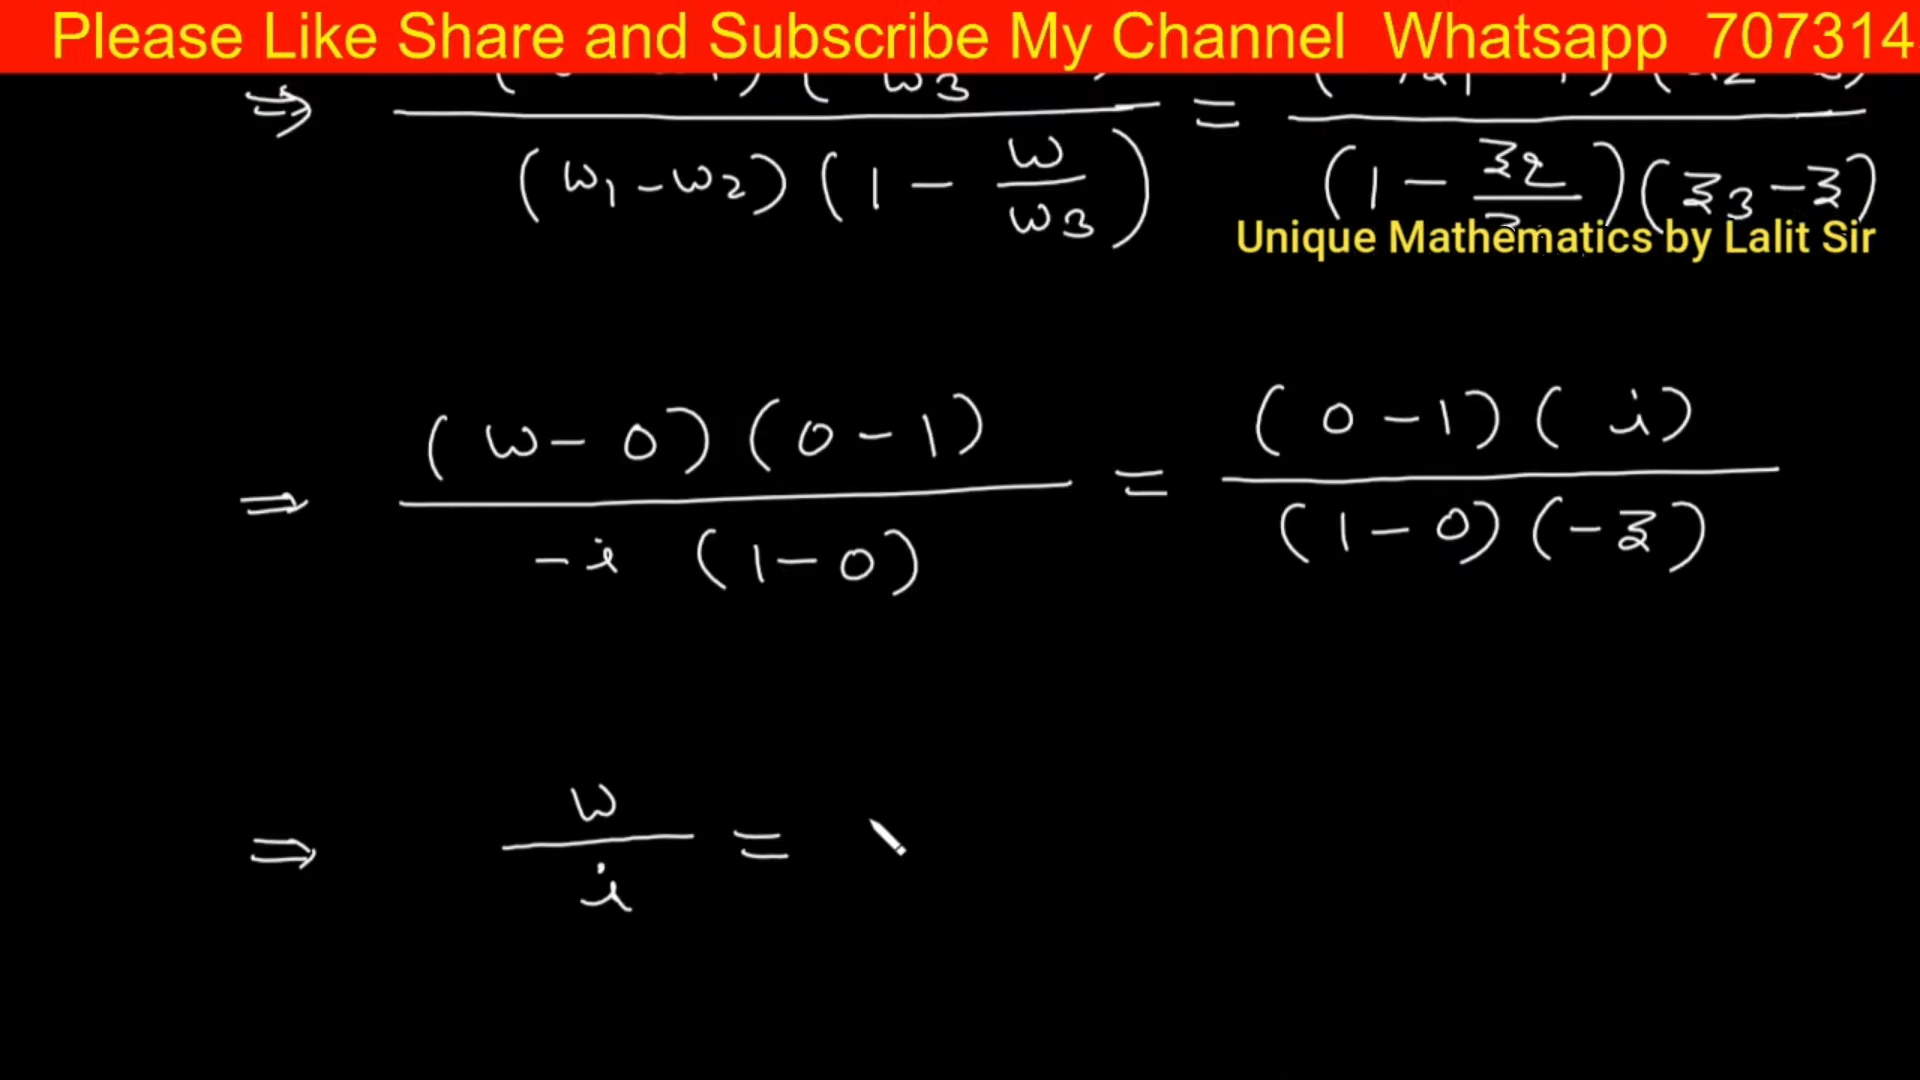 Please Like Share and Subscribe My Channel Whatsapp 707314
⇒ (w1 - w2) (1 - w/w3) = (1 - z2/) (z3 - z)
Unique Mathematics by Lalit Sir
⇒ (w - 0) (0 - 1) / -i (1 - 0) = (0 - 1) (i) / (1 - 0) (-z)
⇒ w / i =